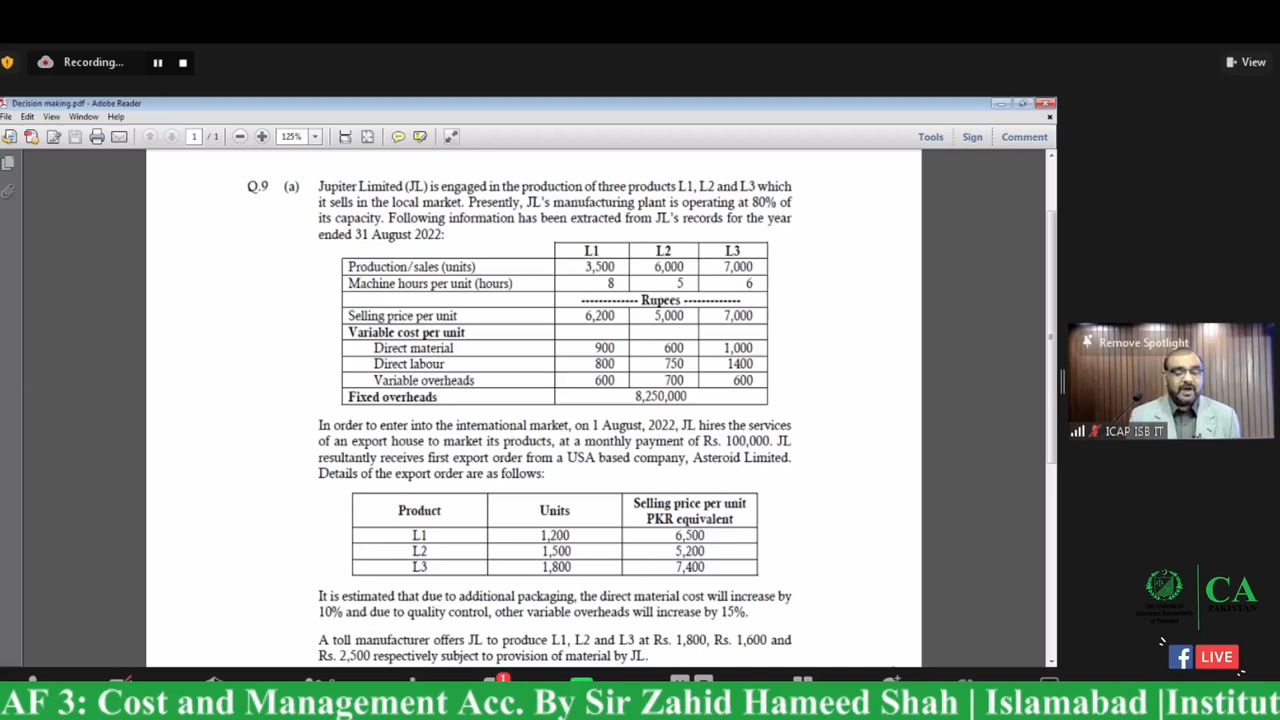 Recording...
View
Decision making.pdf - Adobe Reader
File Edit View Window Help
1 / 1 125% Tools Sign Comment
Q.9 (a) Jupiter Limited (JL) is engaged in the production of three products L1, L2 and L3 which
it sells in the local market. Presently, JL's manufacturing plant is operating at 80% of
its capacity. Following information has been extracted from JL's records for the year
ended 31 August 2022:
L1 L2 L3
Production/sales (units) 3,500 6,000 7,000
Machine hours per unit (hours) 8 5 6
------------ Rupees ------------
Selling price per unit 6,200 5,000 7,000
Variable cost per unit
Direct material 900 600 1,000
Direct labour 800 750 1400
Variable overheads 600 700 600
Fixed overheads 8,250,000
In order to enter into the international market, on 1 August, 2022, JL hires the services
of an export house to market its products, at a monthly payment of Rs. 100,000. JL
resultantly receives first export order from a USA based company, Asteroid Limited.
Details of the export order are as follows:
Product Units Selling price per unit
PKR equivalent
L1 1,200 6,500
L2 1,500 5,200
L3 1,800 7,400
It is estimated that due to additional packaging, the direct material cost will increase by
10% and due to quality control, other variable overheads will increase by 15%.
A toll manufacturer offers JL to produce L1, L2 and L3 at Rs. 1,800, Rs. 1,600 and
Rs. 2,500 respectively subject to provision of material by JL.
Remove Spotlight
ICAP ISB IT
CA
PAKISTAN
f LIVE
1
AF 3: Cost and Management Acc. By Sir Zahid Hameed Shah | Islamabad |Institut